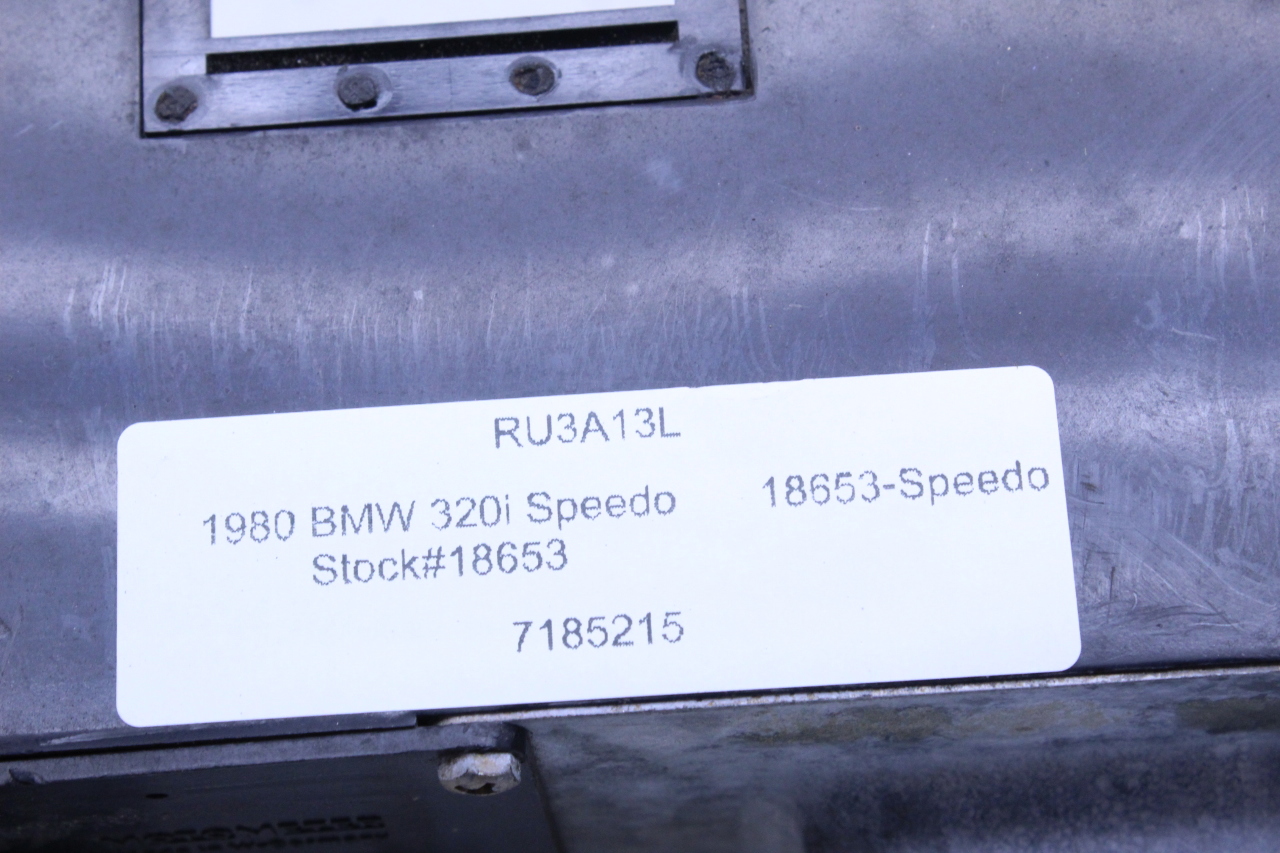 RU3A13L
1980 BMW 320i Speedo 18653-Speedo
Stock#18653
7185215